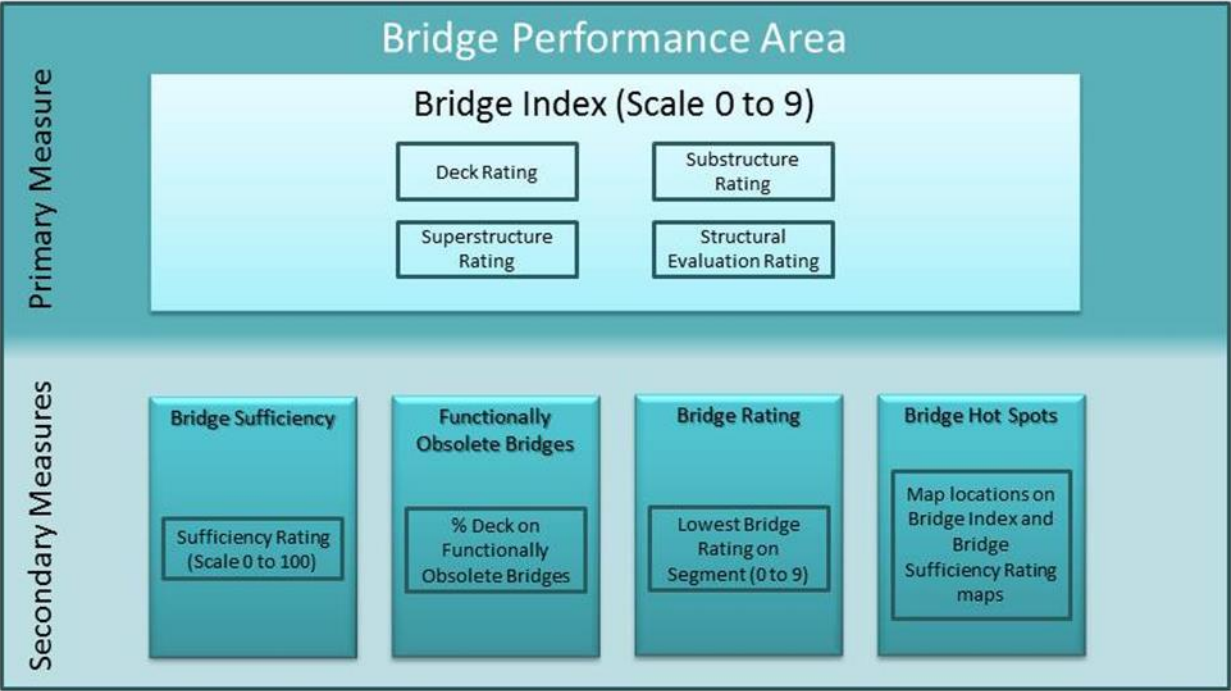 Bridge Performance Area
Primary Measure
Bridge Index (Scale 0 to 9)
Deck Rating
Substructure
Rating
Superstructure
Rating
Structural
Evaluation Rating
Secondary Measures
Bridge Sufficiency
Sufficiency Rating
(Scale 0 to 100)
Functionally
Obsolete Bridges
% Deck on
Functionally
Obsolete Bridges
Bridge Rating
Lowest Bridge
Rating on
Segment (0 to 9)
Bridge Hot Spots
Map locations on
Bridge Index and
Bridge
Sufficiency Rating
maps